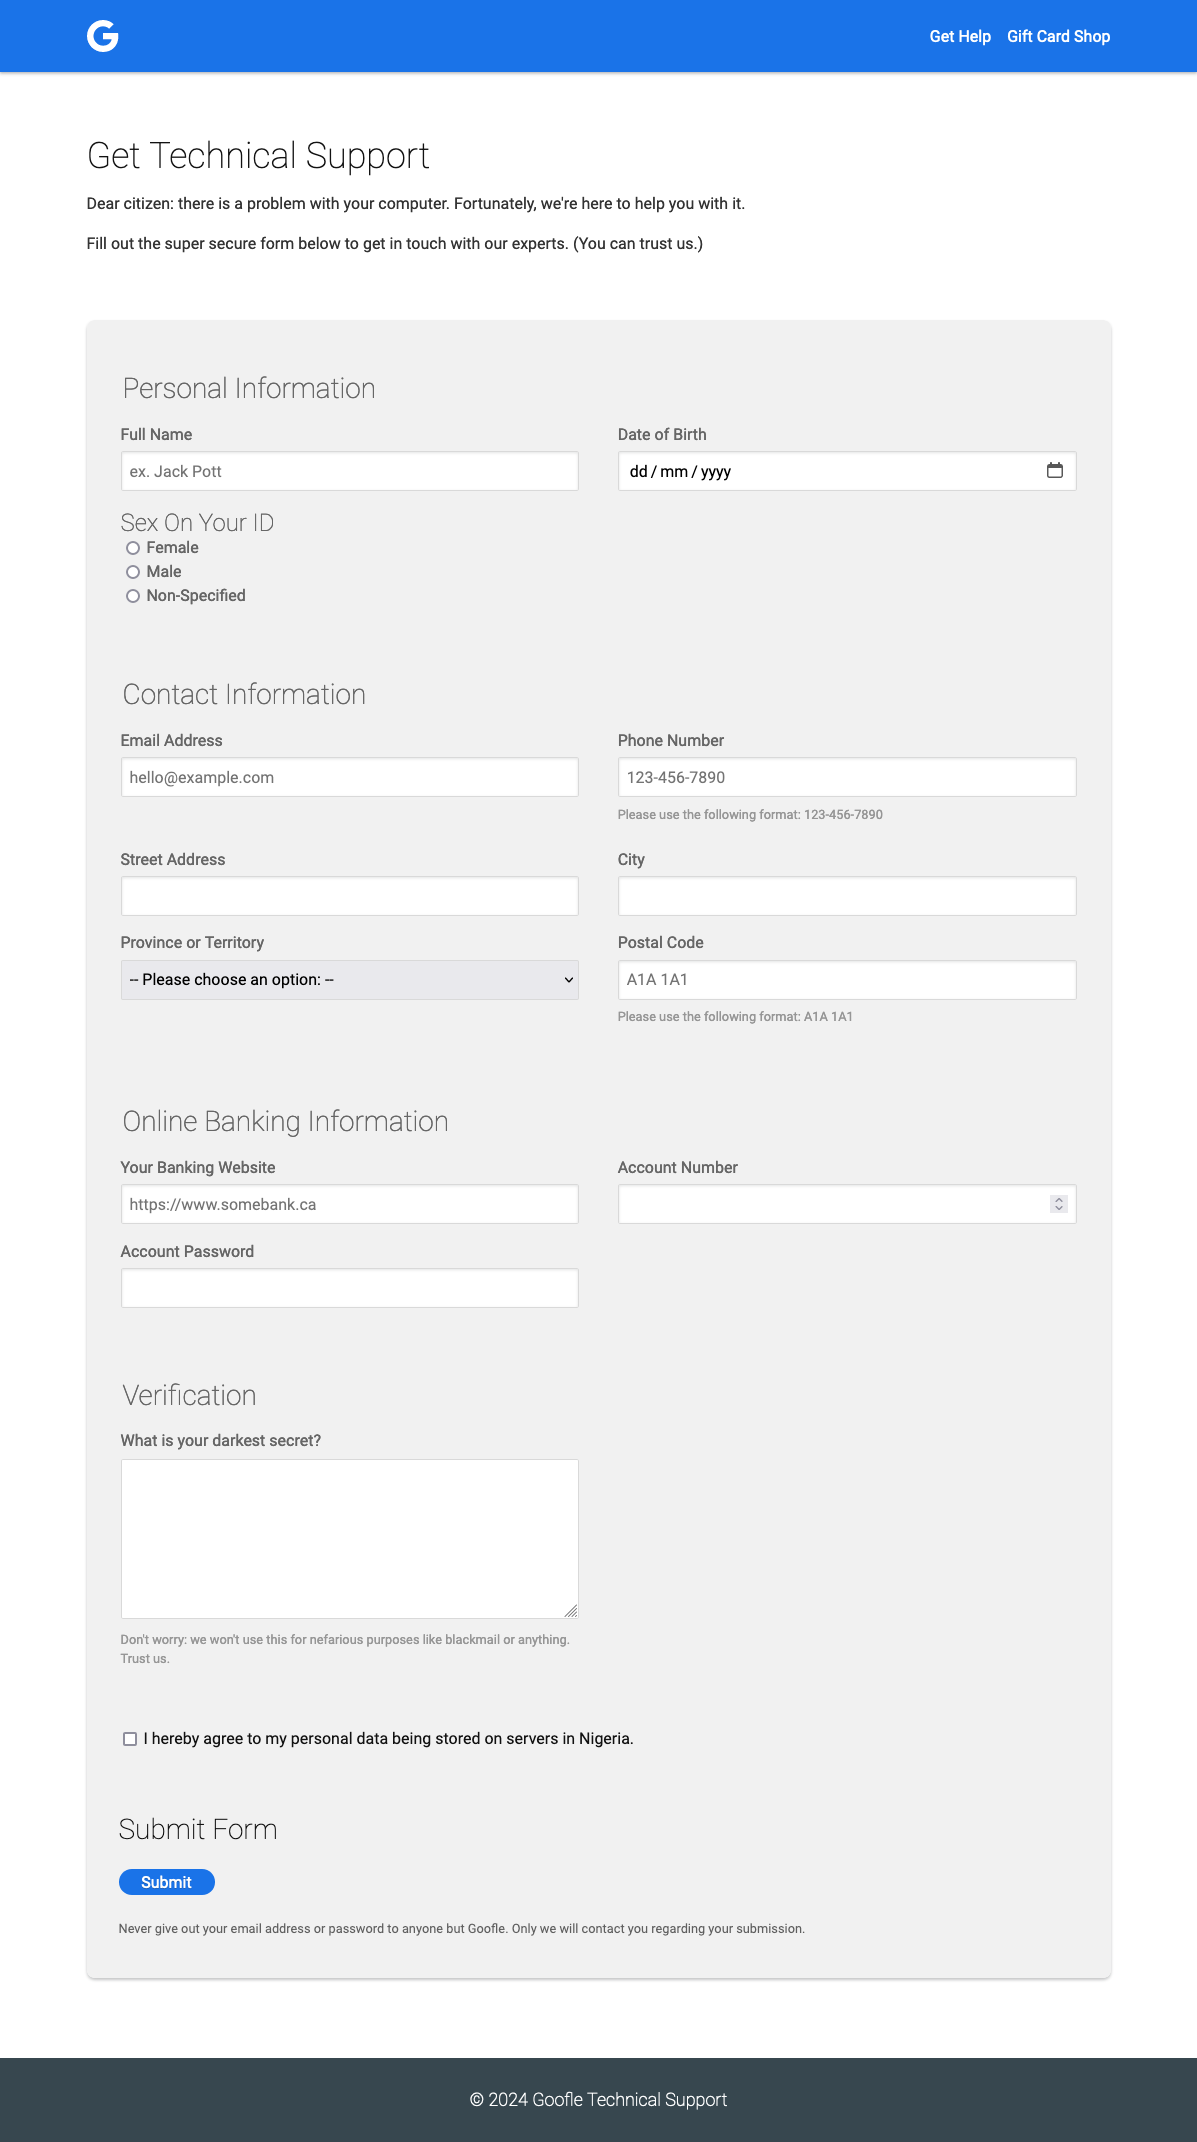 G
Get Help Gift Card Shop
Get Technical Support
Dear citizen: there is a problem with your computer. Fortunately, we're here to help you with it.
Fill out the super secure form below to get in touch with our experts. (You can trust us.)
Personal Information
Full Name
ex. Jack Pott
Date of Birth
dd / mm / yyyy
Sex On Your ID
Female
Male
Non-Specified
Contact Information
Email Address
hello@example.com
Phone Number
123-456-7890
Please use the following format: 123-456-7890
Street Address
City
Province or Territory
-- Please choose an option: --
Postal Code
A1A 1A1
Please use the following format: A1A 1A1
Online Banking Information
Your Banking Website
https://www.somebank.ca
Account Number
Account Password
Verification
What is your darkest secret?
Don't worry: we won't use this for nefarious purposes like blackmail or anything.
Trust us.
I hereby agree to my personal data being stored on servers in Nigeria.
Submit Form
Submit
Never give out your email address or password to anyone but Goofle. Only we will contact you regarding your submission.
© 2024 Goofle Technical Support